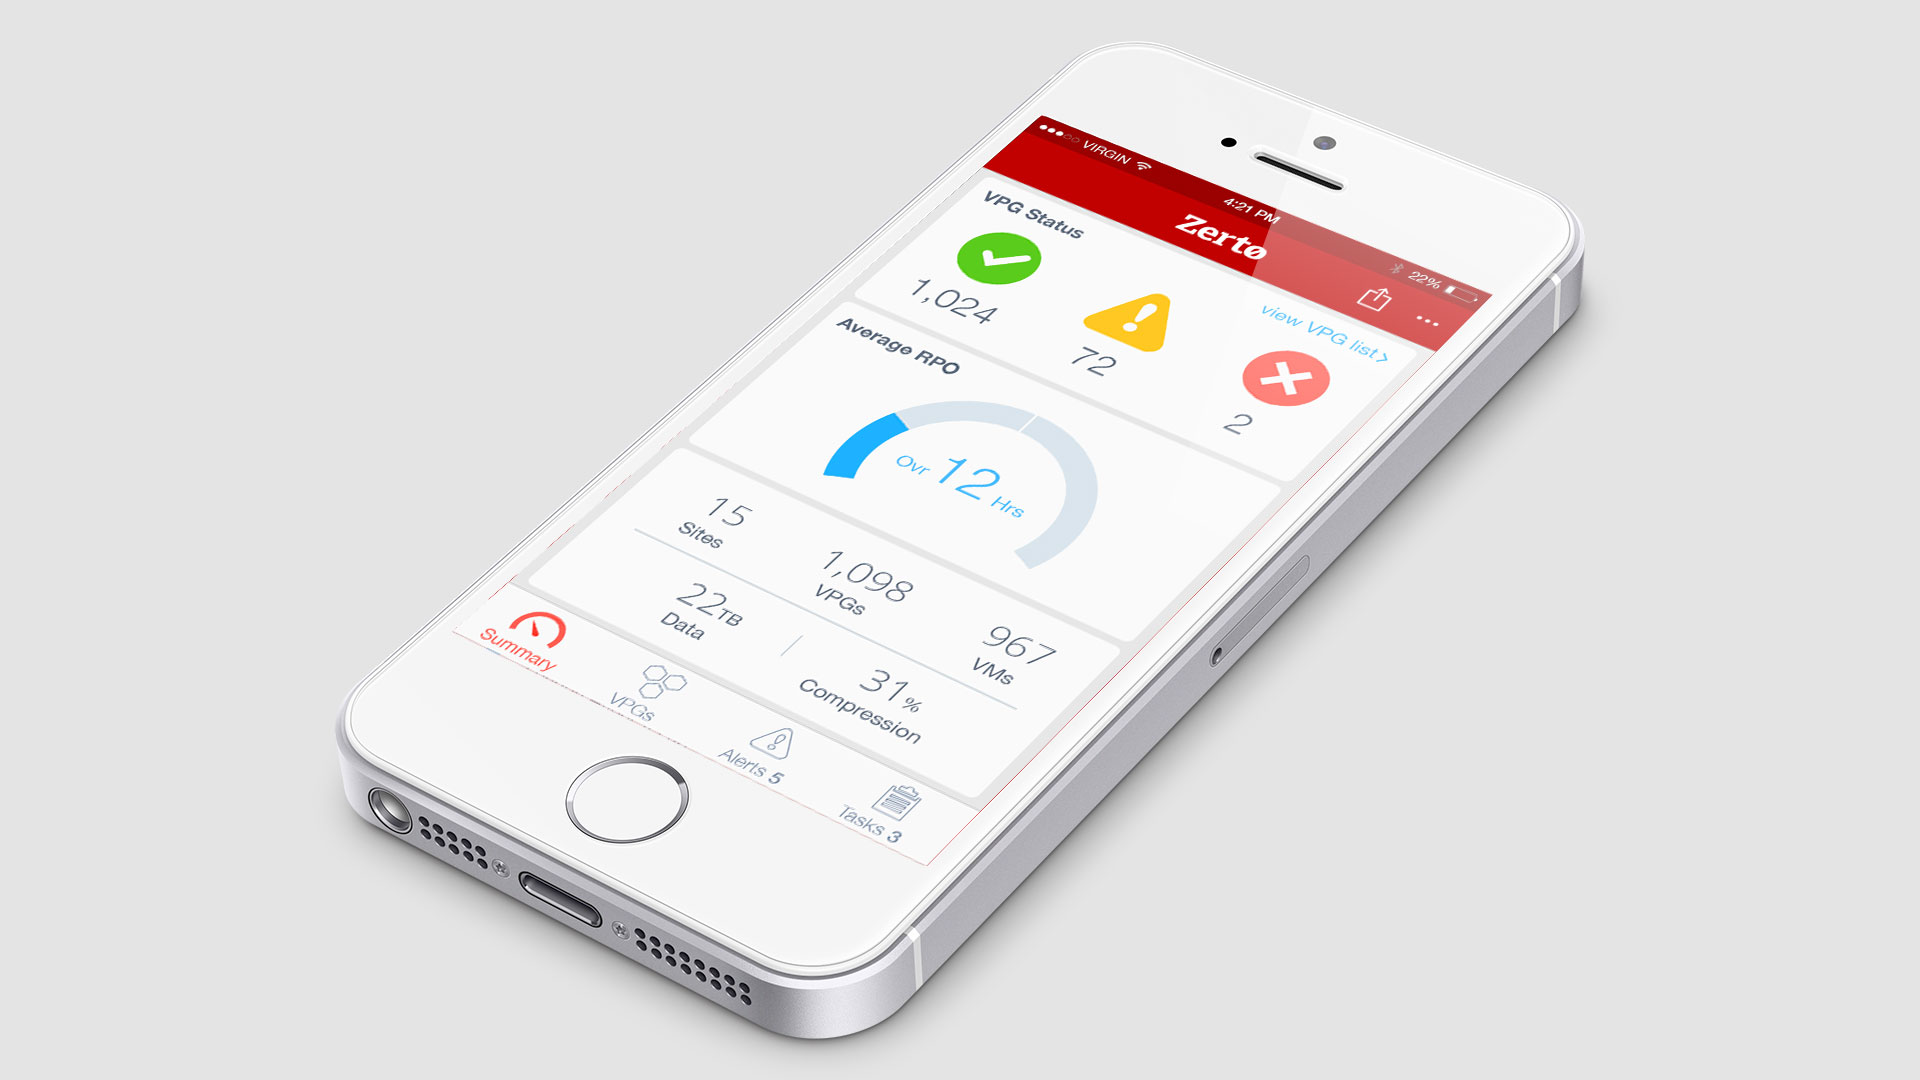 VIRGIN
4:21 PM
22%
Zerto
VPG Status
view VPG list
1,024
72
2
Average RPO
Ovr 12 Hrs
15
Sites
1,098
VPGs
967
VMs
22TB
Data
31%
Compression
Summary
VPGs
Alerts 5
Tasks 3